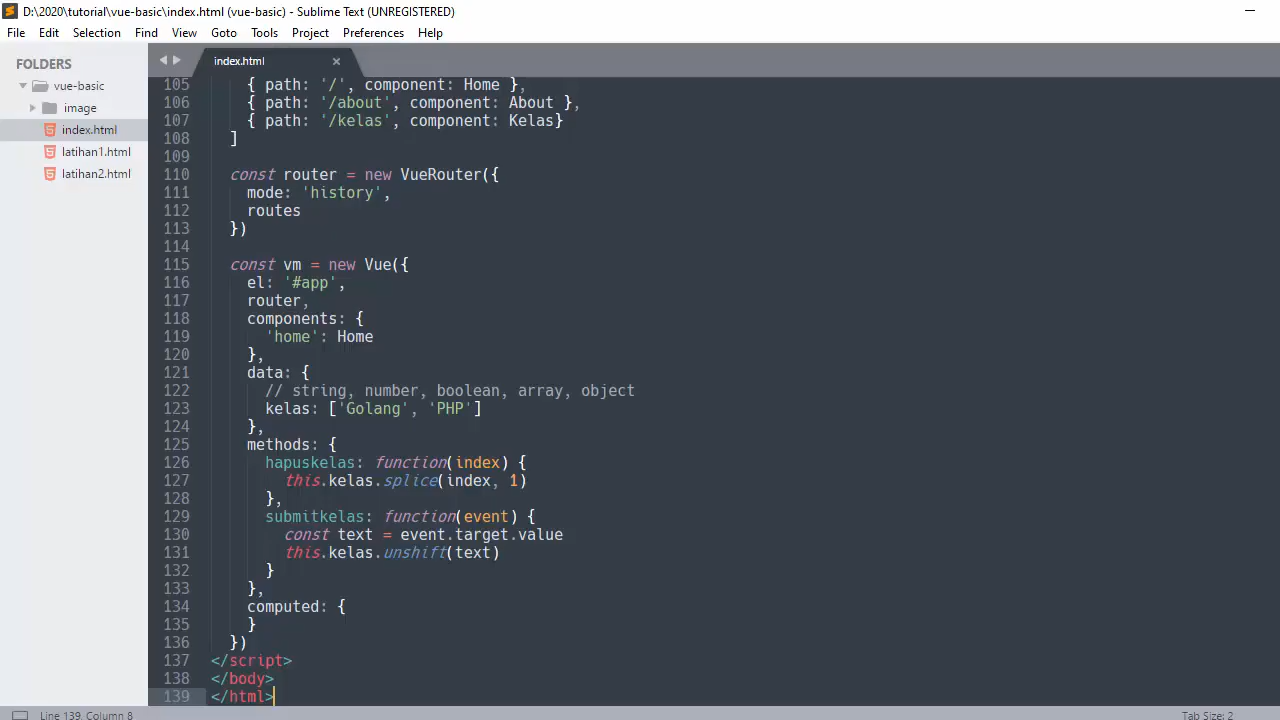 D:\2020\tutorial\vue-basic\index.html (vue-basic) - Sublime Text (UNREGISTERED)
File Edit Selection Find View Goto Tools Project Preferences Help
FOLDERS
vue-basic
image
index.html
latihan1.html
latihan2.html
index.html ×
105 { path: '/', component: Home },
106 { path: '/about', component: About },
107 { path: '/kelas', component: Kelas}
108 ]
109
110 const router = new VueRouter({
111 mode: 'history',
112 routes
113 })
114
115 const vm = new Vue({
116 el: '#app',
117 router,
118 components: {
119 'home': Home
120 },
121 data: {
122 // string, number, boolean, array, object
123 kelas: ['Golang', 'PHP']
124 },
125 methods: {
126 hapuskelas: function(index) {
127 this.kelas.splice(index, 1)
128 },
129 submitkelas: function(event) {
130 const text = event.target.value
131 this.kelas.unshift(text)
132 }
133 },
134 computed: {
135 }
136 })
137 </script>
138 </body>
139 </html>
Line 139, Column 8
Tab Size: 2